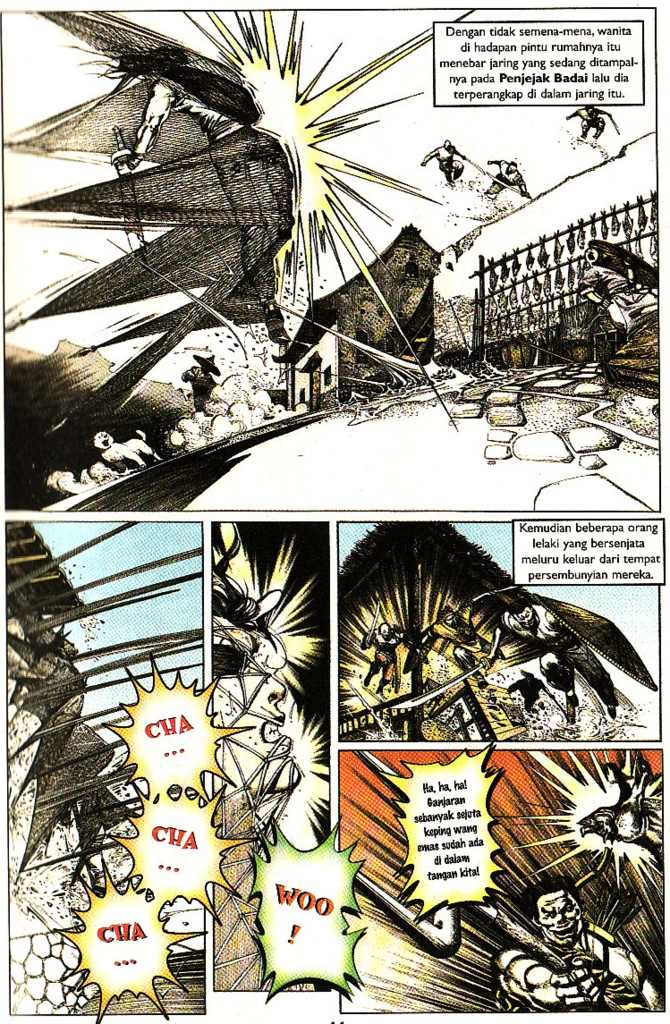 Dengan tidak semena-mena, wanita
di hadapan pintu rumahnya itu
menebar jaring yang sedang ditampal-
nya pada Penjejak Badai lalu dia
terperangkap di dalam jaring itu.
Kemudian beberapa orang
lelaki yang bersenjata
meluru keluar dari tempat
persembunyian mereka.
CHA
...
CHA
...
CHA
...
WOO
!
Ha, ha, ha!
Ganjaran
sebanyak sejuta
keping wang
emas sudah ada
di dalam
tangan kita!